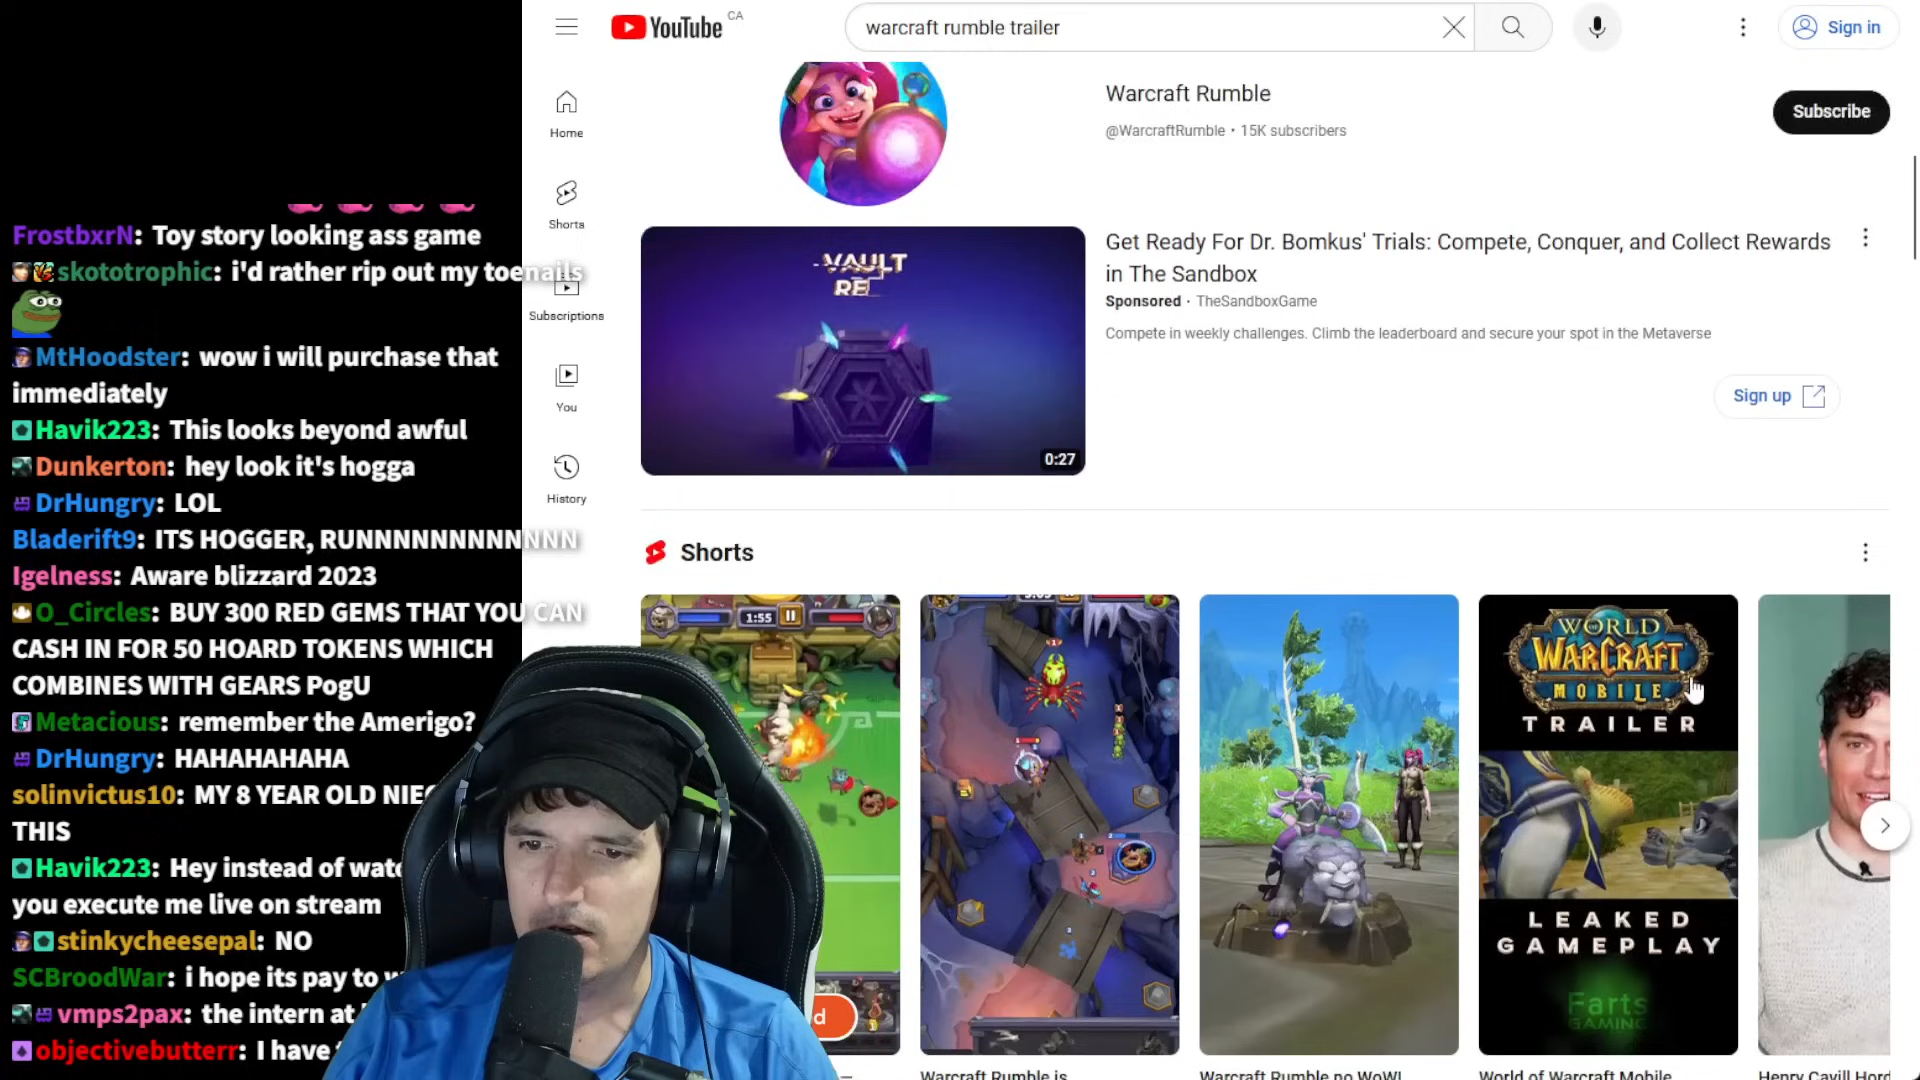 FrostbxrN: Toy story looking ass game
skototrophic: i'd rather rip out my toenails
MtHoodster: wow i will purchase that
immediately
Havik223: This looks beyond awful
Dunkerton: hey look it's hogga
DrHungry: LOL
Bladerift9: ITS HOGGER, RUNNNNNNNNNNNN
Igelness: Aware blizzard 2023
O_Circles: BUY 300 RED GEMS THAT YOU CAN
CASH IN FOR 50 HOARD TOKENS WHICH
COMBINES WITH GEARS PogU
Metacious: remember the Amerigo?
DrHungry: HAHAHAHAHA
solinvictus10: MY 8 YEAR OLD
THIS
Havik223: Hey instead of
you execute me live on stream
stinkycheesepal: NO
SCBroodWar: i hope its pay to
vmps2pax: the intern at
objectivebutterr: I have
YouTube CA
warcraft rumble trailer
Sign in
Home
Shorts
Subscriptions
You
History
Warcraft Rumble
@WarcraftRumble • 15K subscribers
Subscribe
VAULT
RE
0:27
Get Ready For Dr. Bomkus' Trials: Compete, Conquer, and Collect Rewards
in The Sandbox
Sponsored · TheSandboxGame
Compete in weekly challenges. Climb the leaderboard and secure your spot in the Metaverse
Sign up
Shorts
1:55
WORLD
OF
WARCRAFT
MOBILE
TRAILER
LEAKED
GAMEPLAY
Farts
GAMING
Warcraft Rumble is
Warcraft Rumble no WoW!
World of Warcraft Mobile
Henry Cavill Hord